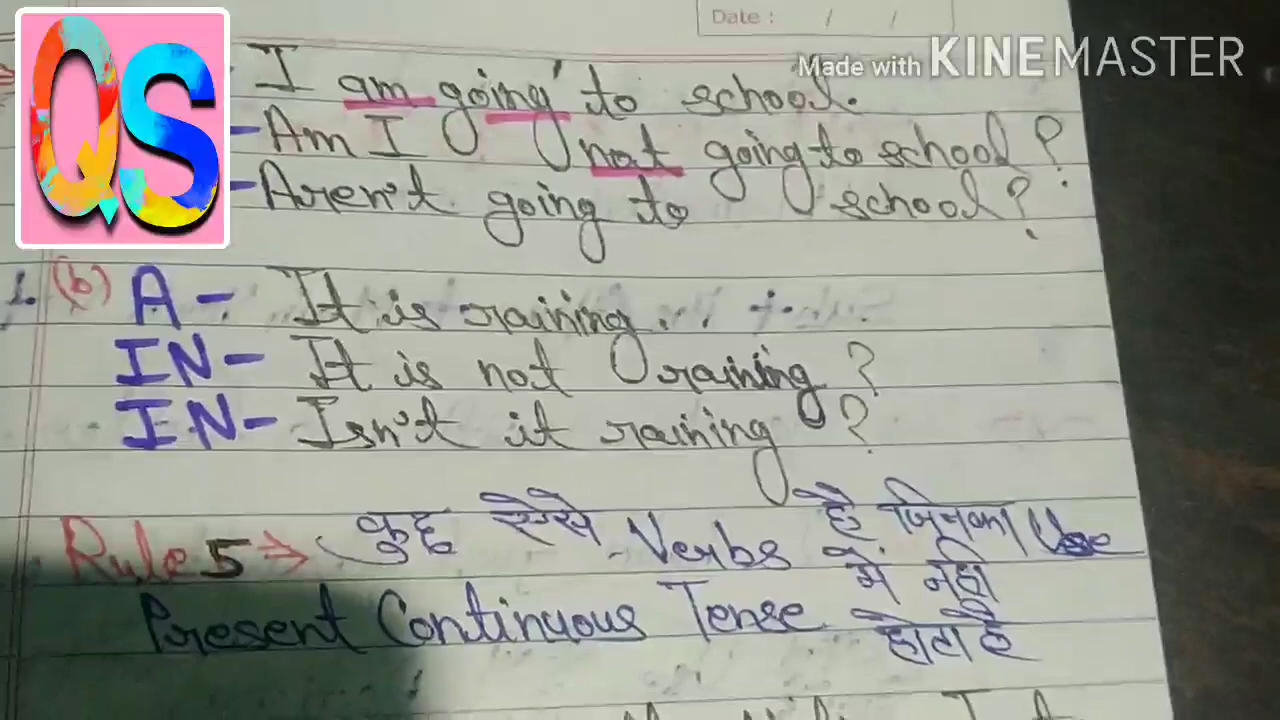 Date : / /
Made with KINEMASTER
QS
I am going to school.
- Am I not going to school ?
- Aren't going to school ?
1. (b) A - It is raining.
IN - It is not raining ?
IN - Isn't it raining ?
Rule 5 → कुछ ऐसे Verbs है जिनका Use
Present Continuous Tense में नही
होता है